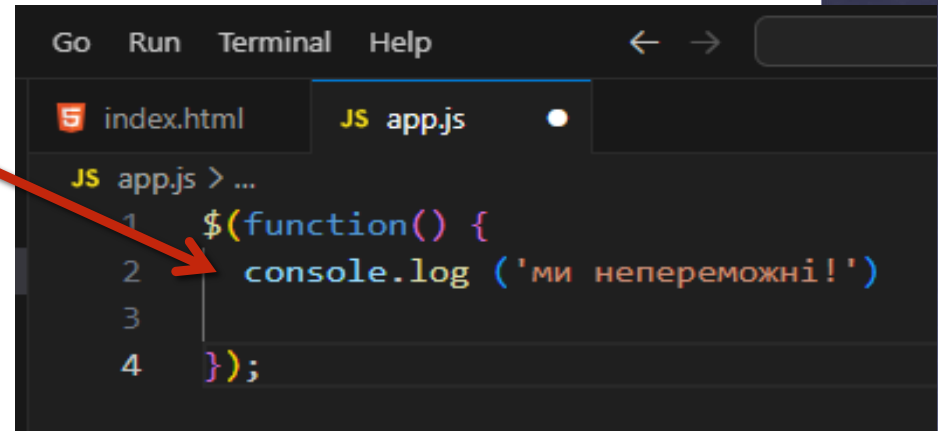 Go Run Terminal Help
index.html JS app.js
JS app.js > ...
1 $(function() {
2 console.log ('ми непереможні!')
3
4 });